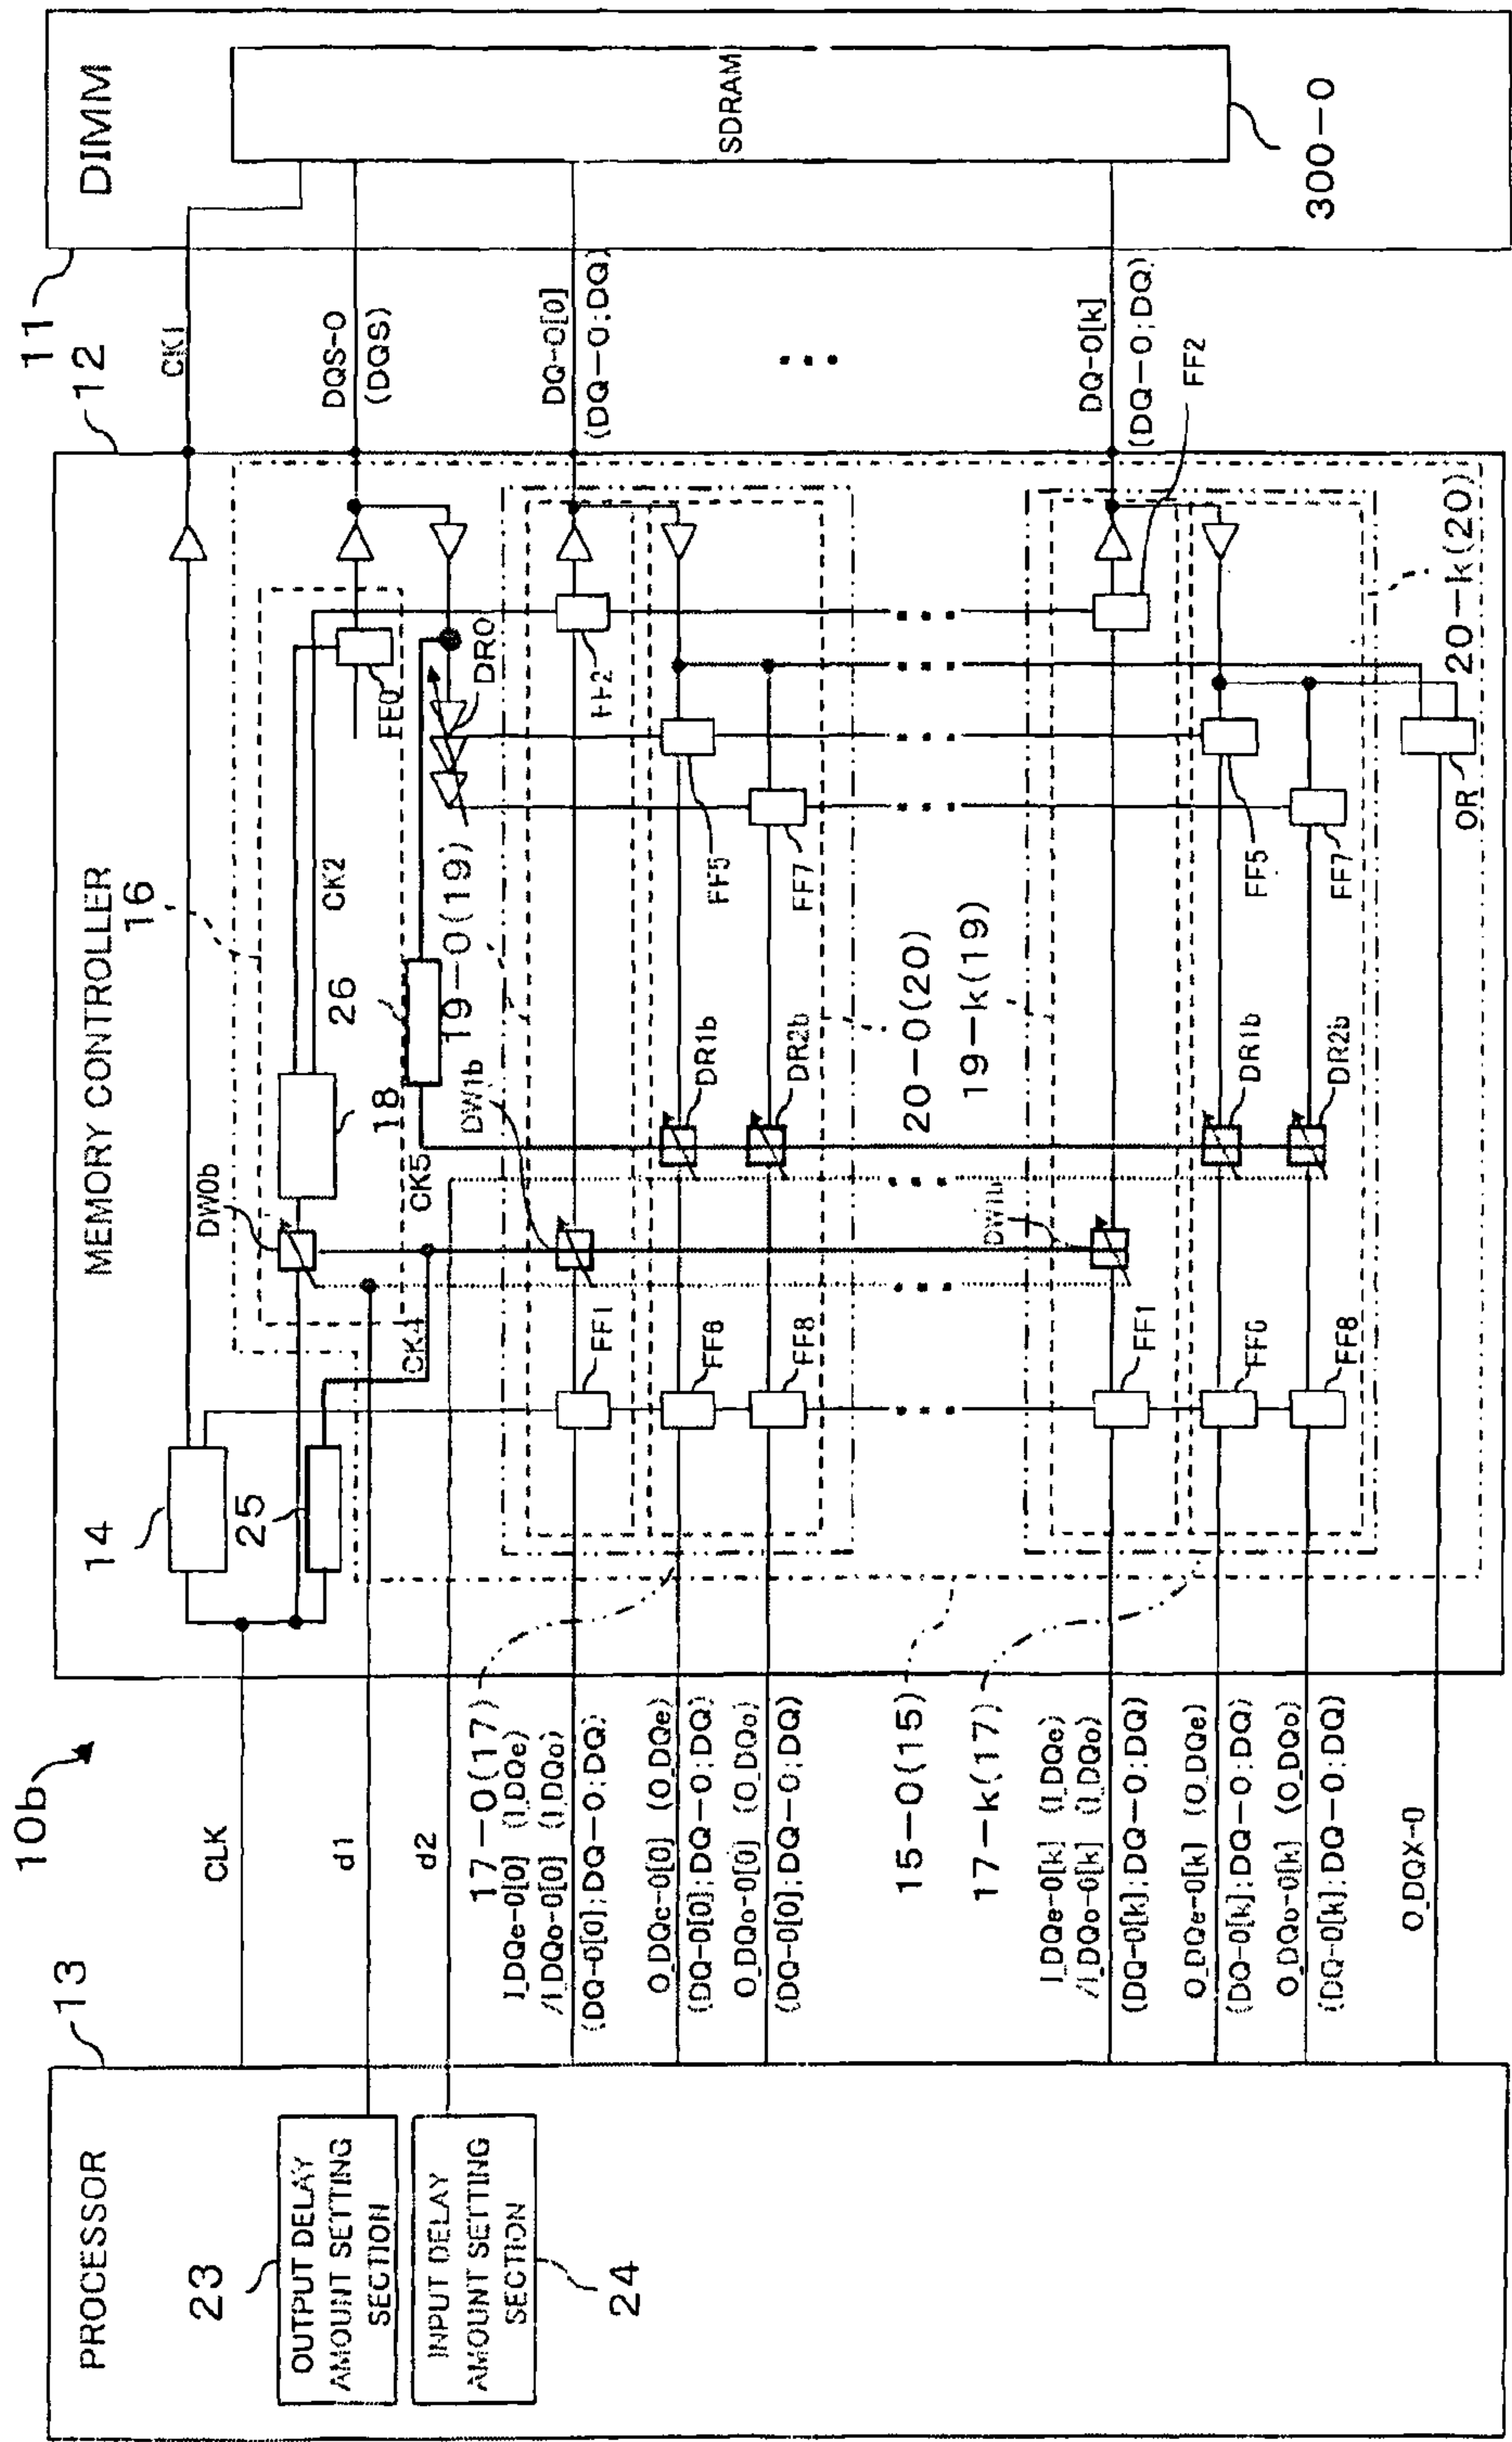 10b
PROCESSOR
13
23
OUTPUT DELAY
AMOUNT SETTING
SECTION
INPUT DELAY
AMOUNT SETTING
SECTION
24
CLK
d1
d2
17-0(17)
I_DQe-0[0] (I_DQe)
/I_DQo-0[0] (I_DQo)
(DQ-0[0];DQ-0;DQ)
O_DQe-0[0] (O_DQe)
(DQ-0[0];DQ-0;DQ)
O_DQo-0[0] (O_DQo)
(DQ-0[0];DQ-0;DQ)
15-0(15)
17-k(17)
I_DQe-0[k] (I_DQe)
/I_DQo-0[k] (I_DQo)
(DQ-0[k];DQ-0;DQ)
O_DQe-0[k] (O_DQe)
(DQ-0[k];DQ-0;DQ)
O_DQo-0[k] (O_DQo)
(DQ-0[k];DQ-0;DQ)
O_DQX-0
MEMORY CONTROLLER
12
14
25
16
DW0b
18
CK2
26
FF0
DR0
CK4
CK5
DW1b
19-0(19)
FF1
FF2
FF6
FF5
FF8
FF7
DR1b
DR2b
20-0(20)
19-k(19)
DW1b
FF1
FF2
FF6
FF5
FF8
FF7
DR1b
DR2b
20-k(20)
OR
CK1
DQS-0
(DQS)
DQ-0[0]
(DQ-0;DQ)
...
DQ-0[k]
(DQ-0;DQ)
11
DIMM
SDRAM
300-0